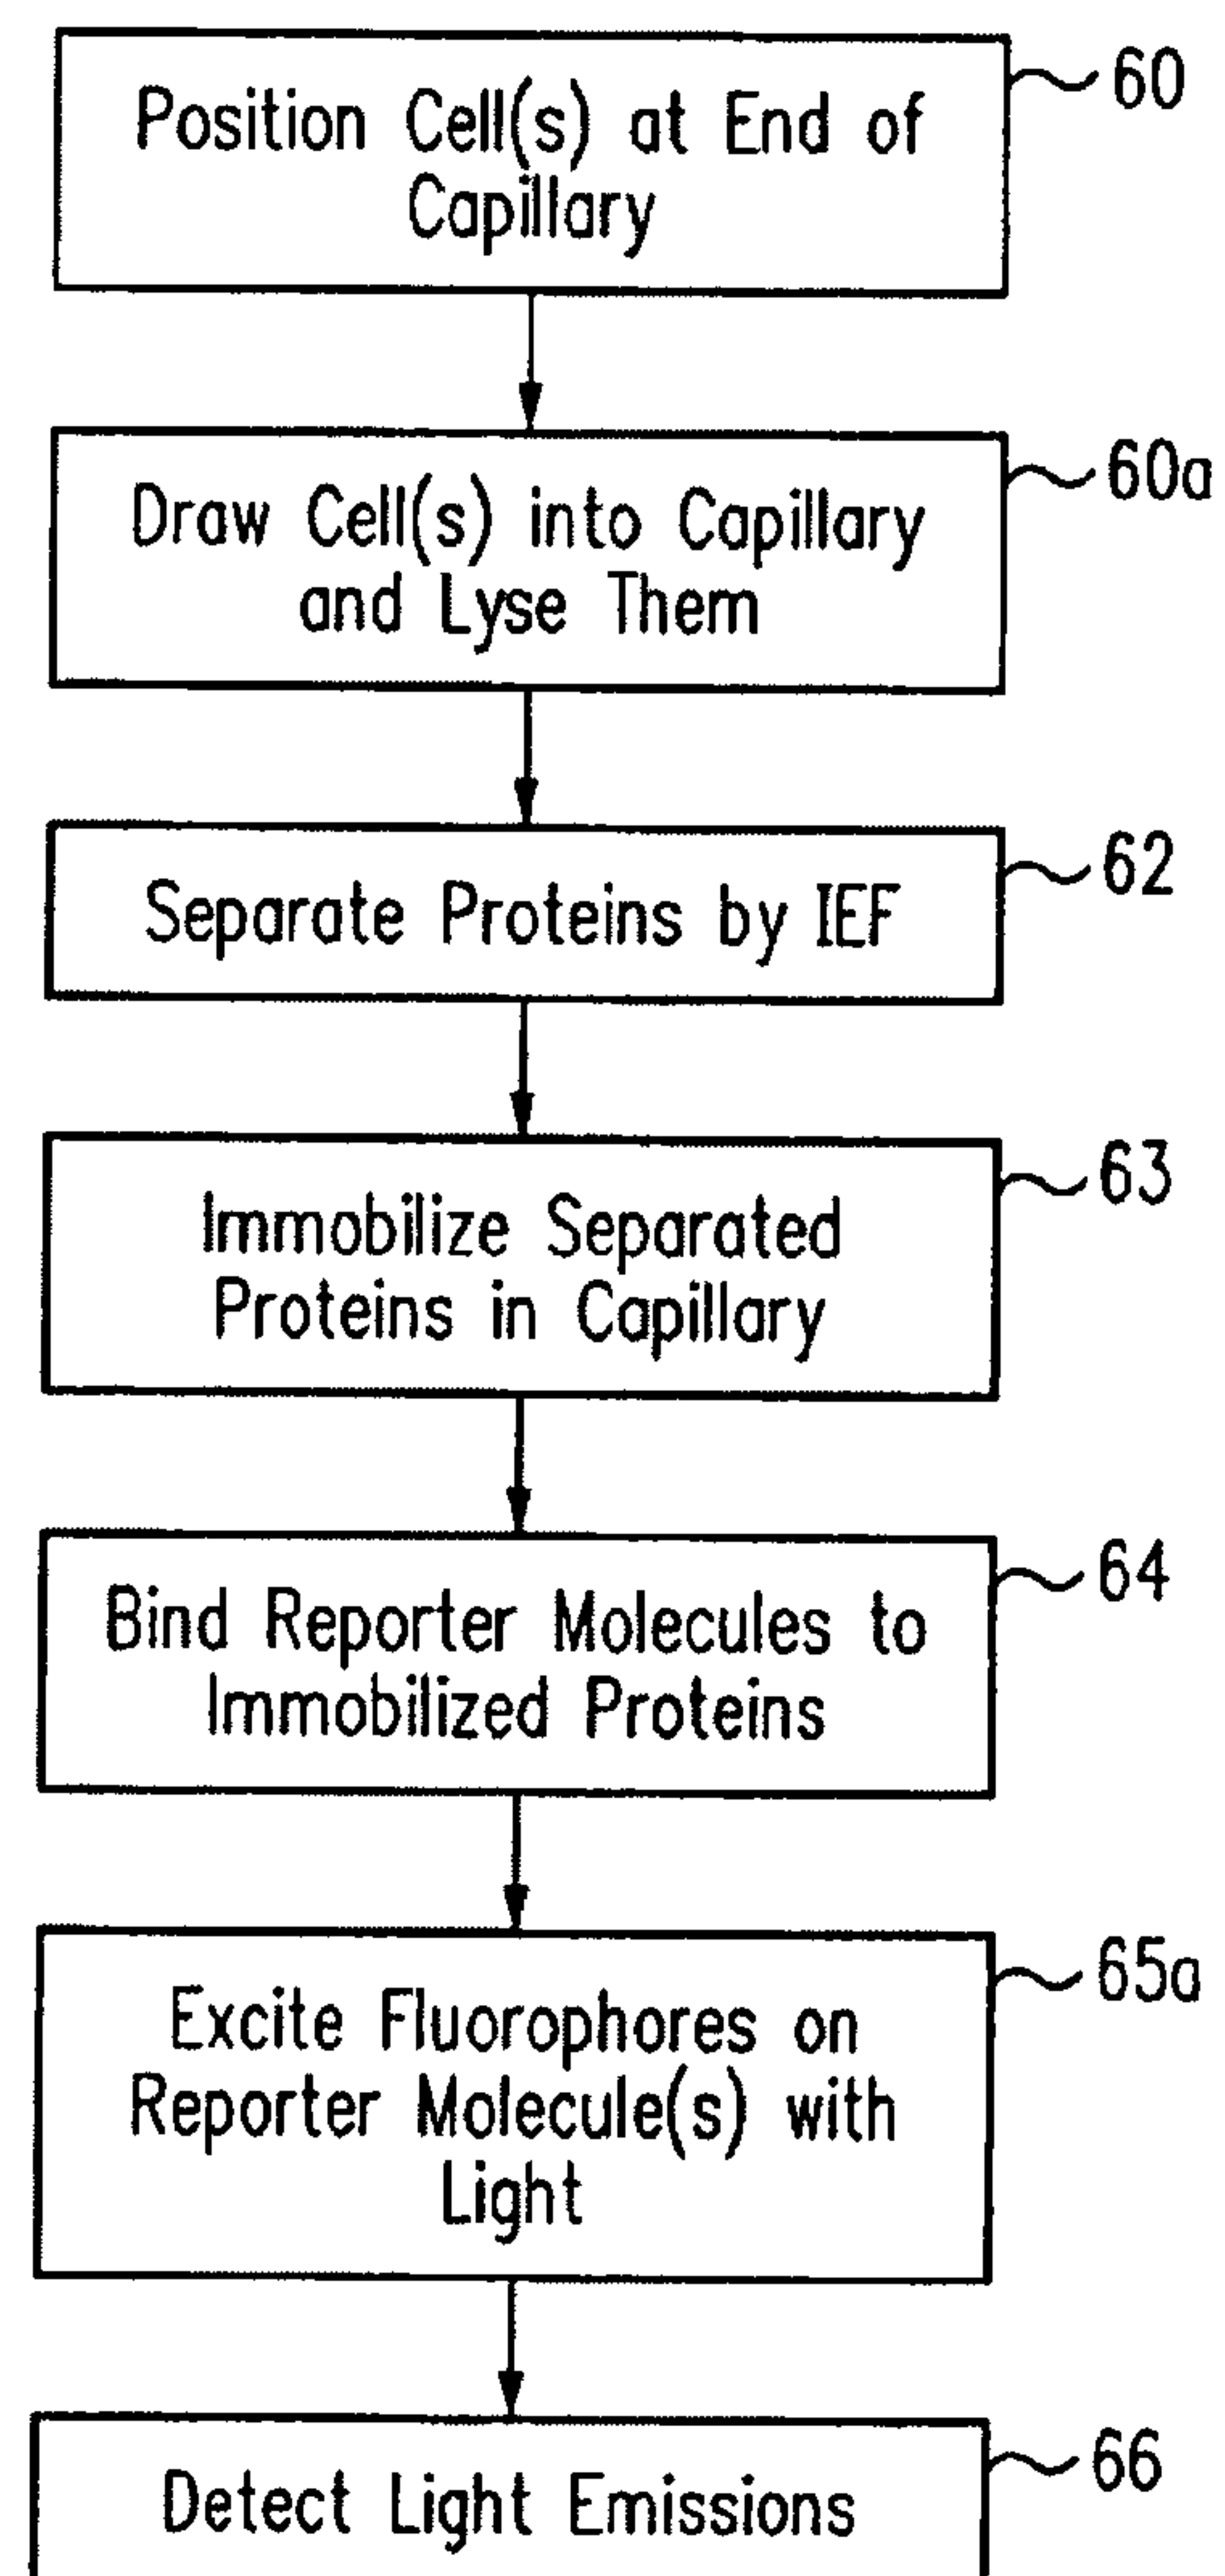 Position Cell(s) at End of
Capillary
60
Draw Cell(s) into Capillary
and Lyse Them
60a
Separate Proteins by IEF
62
Immobilize Separated
Proteins in Capillary
63
Bind Reporter Molecules to
Immobilized Proteins
64
Excite Fluorophores on
Reporter Molecule(s) with
Light
65a
Detect Light Emissions
66